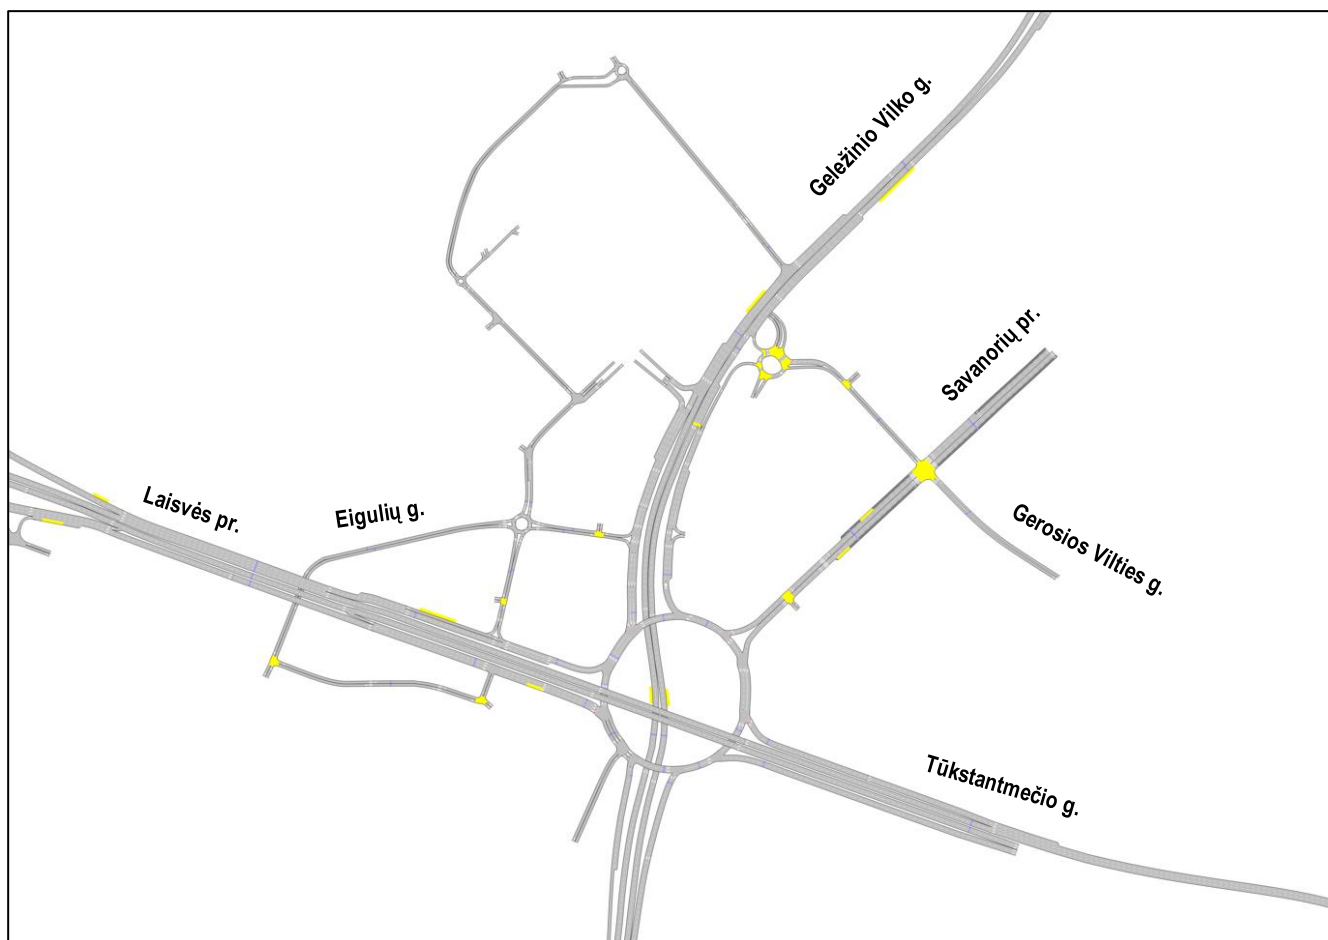 Geležinio Vilko g.
Savanorių pr.
Laisvės pr.
Eigulių g.
Gerosios Vilties g.
Tūkstantmečio g.